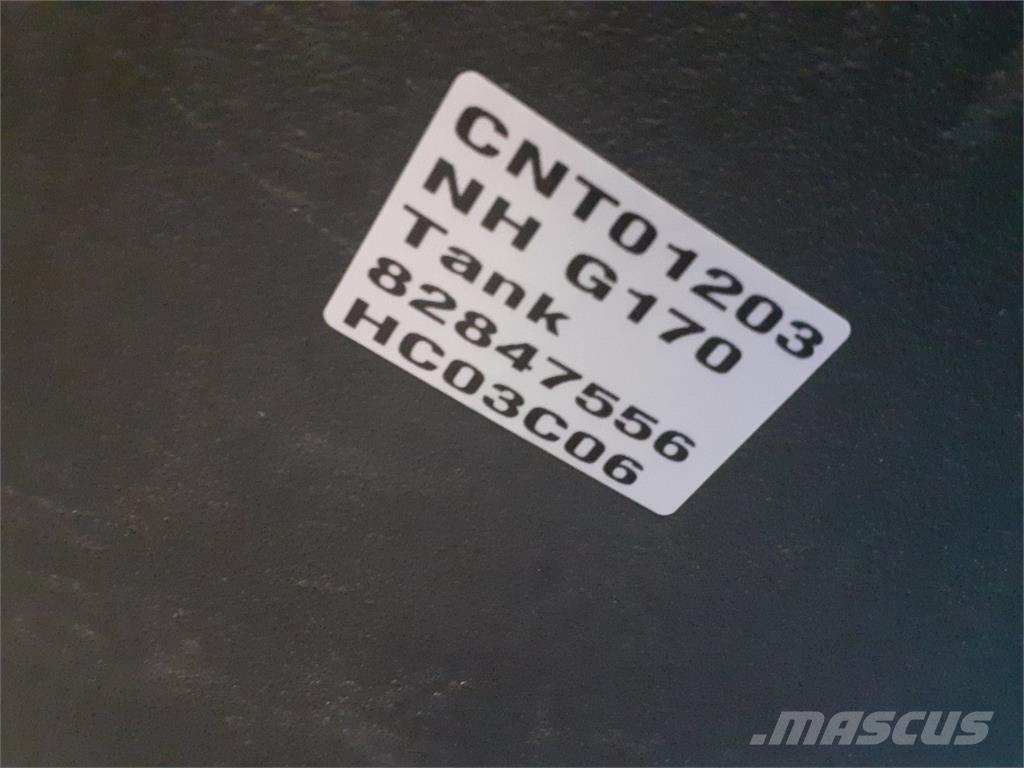 CNT01203
NH G170
Tank
82847556
HC03C06
.MASCUS